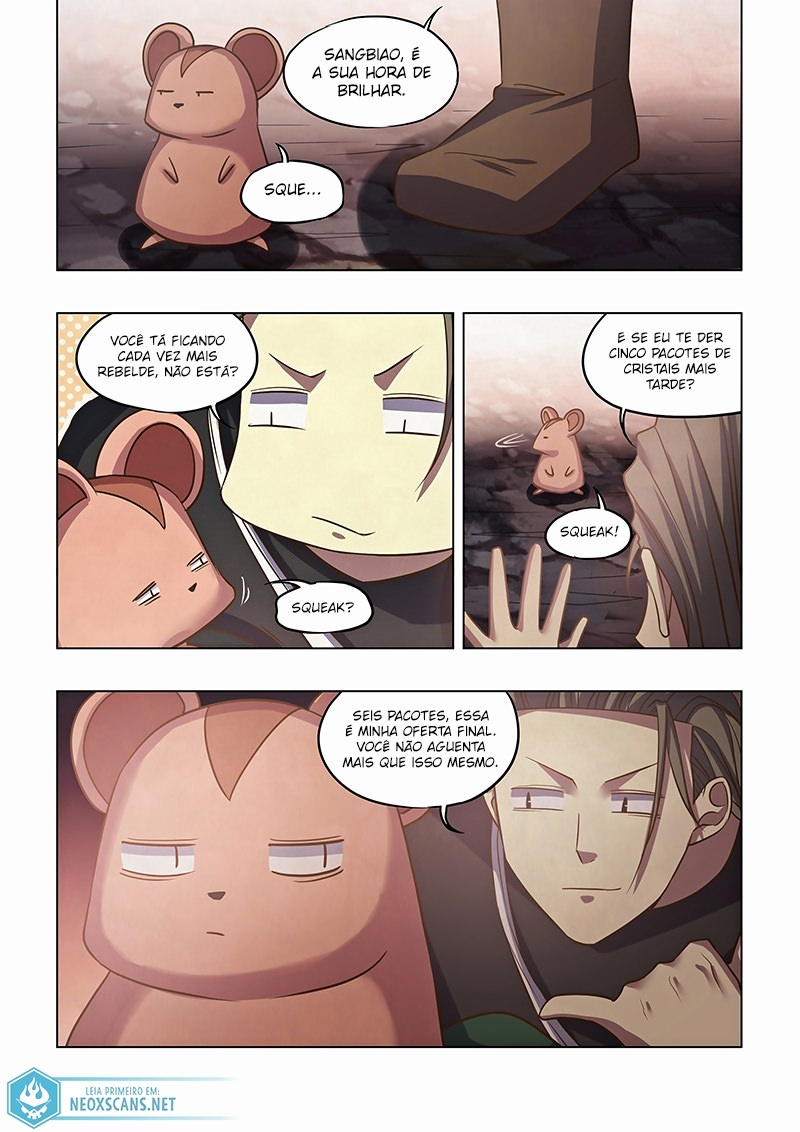 SANGBIAO, É
A SUA HORA DE
BRILHAR.
SQUE...
VOCÊ TÁ FICANDO
CADA VEZ MAIS
REBELDE, NÃO ESTÁ?
SQUEAK?
E SE EU TE DER
CINCO PACOTES DE
CRISTAIS MAIS
TARDE?
SQUEAK!
SEIS PACOTES, ESSA
É MINHA OFERTA FINAL.
VOCÊ NÃO AGUENTA
MAIS QUE ISSO MESMO.
LEIA PRIMEIRO EM:
NEOXSCANS.NET